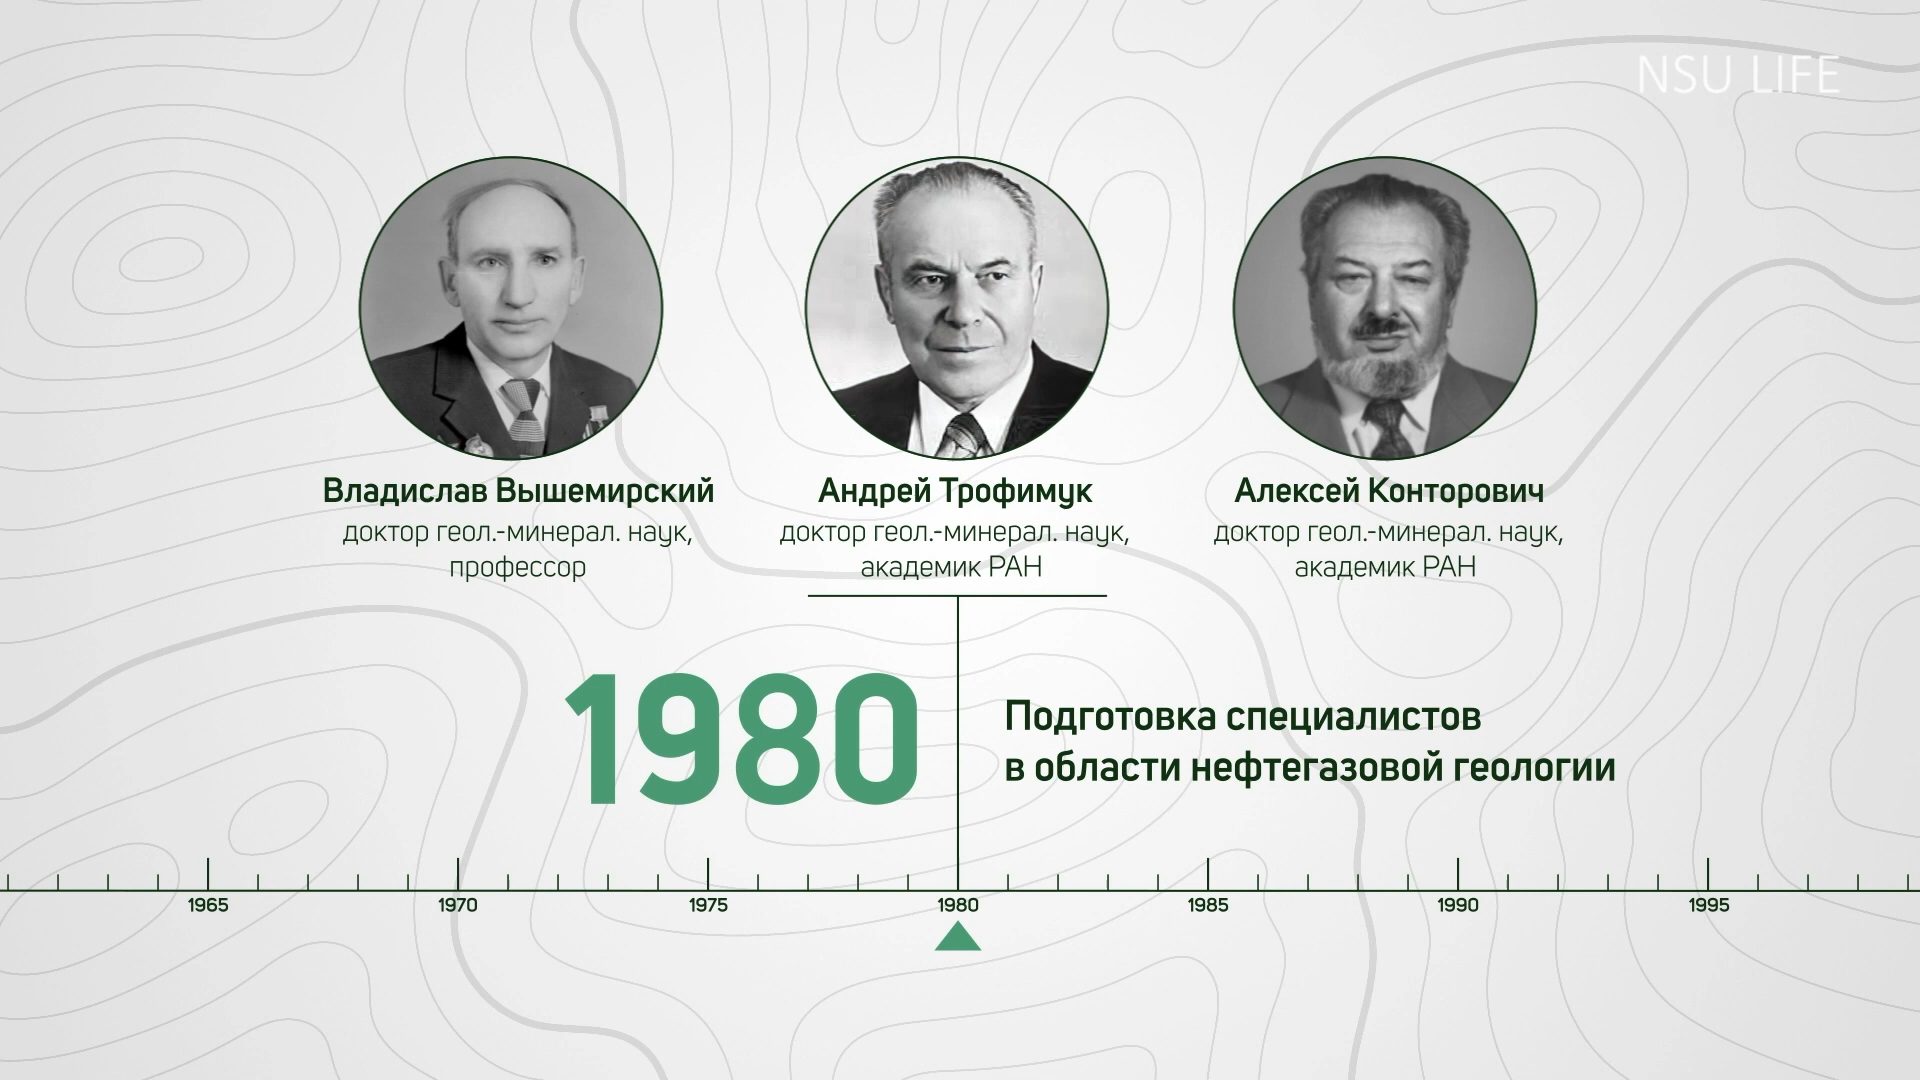 NSU LIFE
Владислав Вышемирский
доктор геол.-минерал. наук,
профессор
Андрей Трофимук
доктор геол.-минерал. наук,
академик РАН
Алексей Конторович
доктор геол.-минерал. наук,
академик РАН
1980
Подготовка специалистов
в области нефтегазовой геологии
1965 1970 1975 1980 1985 1990 1995